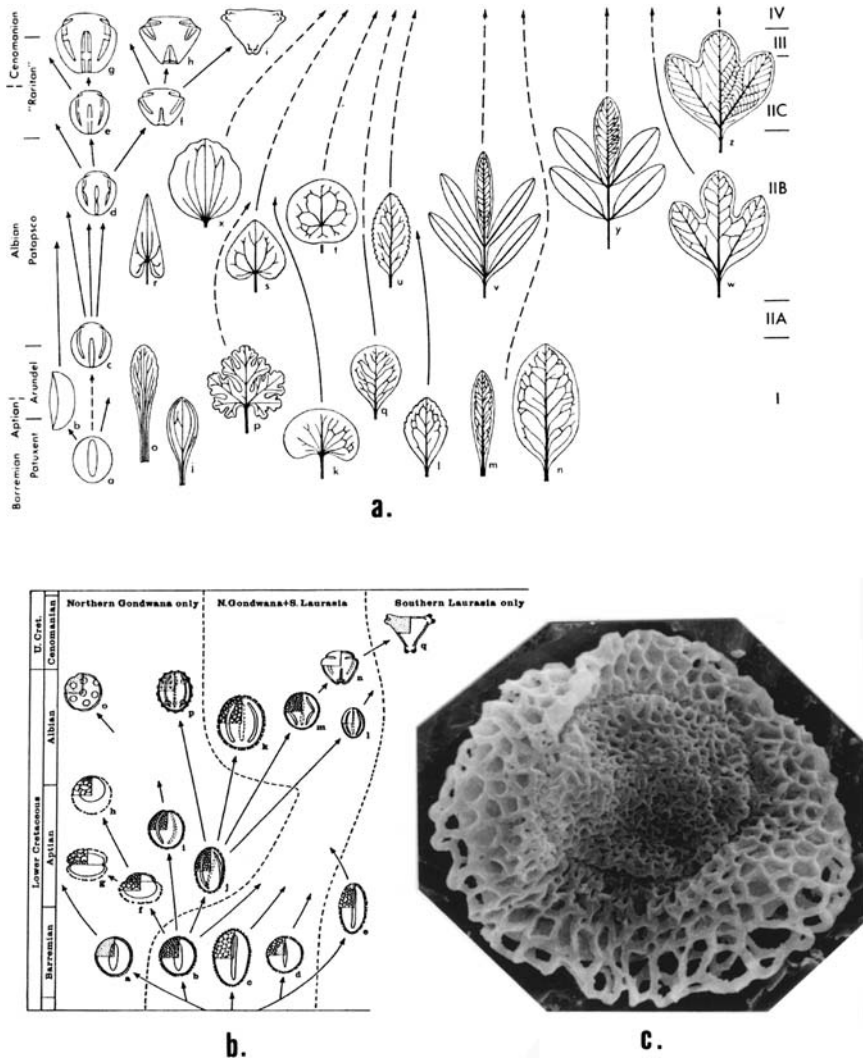 Cenomanian
"Raritan"
Albian
Patapsco
Arundel
Aptian
Patuxent
Barremian
IV
III
IIC
IIB
IIA
I
g
h
i
e
f
d
c
b
a
x
r
s
t
u
v
y
z
w
o
j
p
k
q
l
m
n
a.
Northern Gondwana only
N.Gondwana+S. Laurasia
Southern Laurasia only
U. Cret.
Cenomanian
Lower Cretaceous
Albian
Aptian
Barremian
q
n
o
p
k
m
l
h
i
j
g
f
e
a
b
c
d
b.
c.